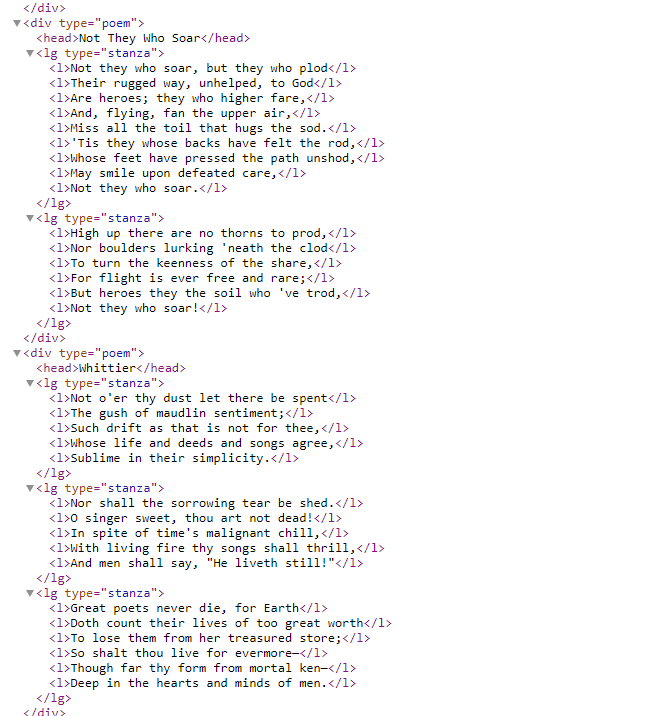 </div>
▼<div type="poem">
<head>Not They Who Soar</head>
▼<lg type="stanza">
<l>Not they who soar, but they who plod</l>
<l>Their rugged way, unhelped, to God</l>
<l>Are heroes; they who higher fare,</l>
<l>And, flying, fan the upper air,</l>
<l>Miss all the toil that hugs the sod.</l>
<l>'Tis they whose backs have felt the rod,</l>
<l>Whose feet have pressed the path unshod,</l>
<l>May smile upon defeated care,</l>
<l>Not they who soar.</l>
</lg>
▼<lg type="stanza">
<l>High up there are no thorns to prod,</l>
<l>Nor boulders lurking 'neath the clod</l>
<l>To turn the keenness of the share,</l>
<l>For flight is ever free and rare;</l>
<l>But heroes they the soil who 've trod,</l>
<l>Not they who soar!</l>
</lg>
</div>
▼<div type="poem">
<head>Whittier</head>
▼<lg type="stanza">
<l>Not o'er thy dust let there be spent</l>
<l>The gush of maudlin sentiment;</l>
<l>Such drift as that is not for thee,</l>
<l>Whose life and deeds and songs agree,</l>
<l>Sublime in their simplicity.</l>
</lg>
▼<lg type="stanza">
<l>Nor shall the sorrowing tear be shed.</l>
<l>O singer sweet, thou art not dead!</l>
<l>In spite of time's malignant chill,</l>
<l>With living fire thy songs shall thrill,</l>
<l>And men shall say, "He liveth still!"</l>
</lg>
▼<lg type="stanza">
<l>Great poets never die, for Earth</l>
<l>Doth count their lives of too great worth</l>
<l>To lose them from her treasured store;</l>
<l>So shalt thou live for evermore—</l>
<l>Though far thy form from mortal ken—</l>
<l>Deep in the hearts and minds of men.</l>
</lg>
</div>